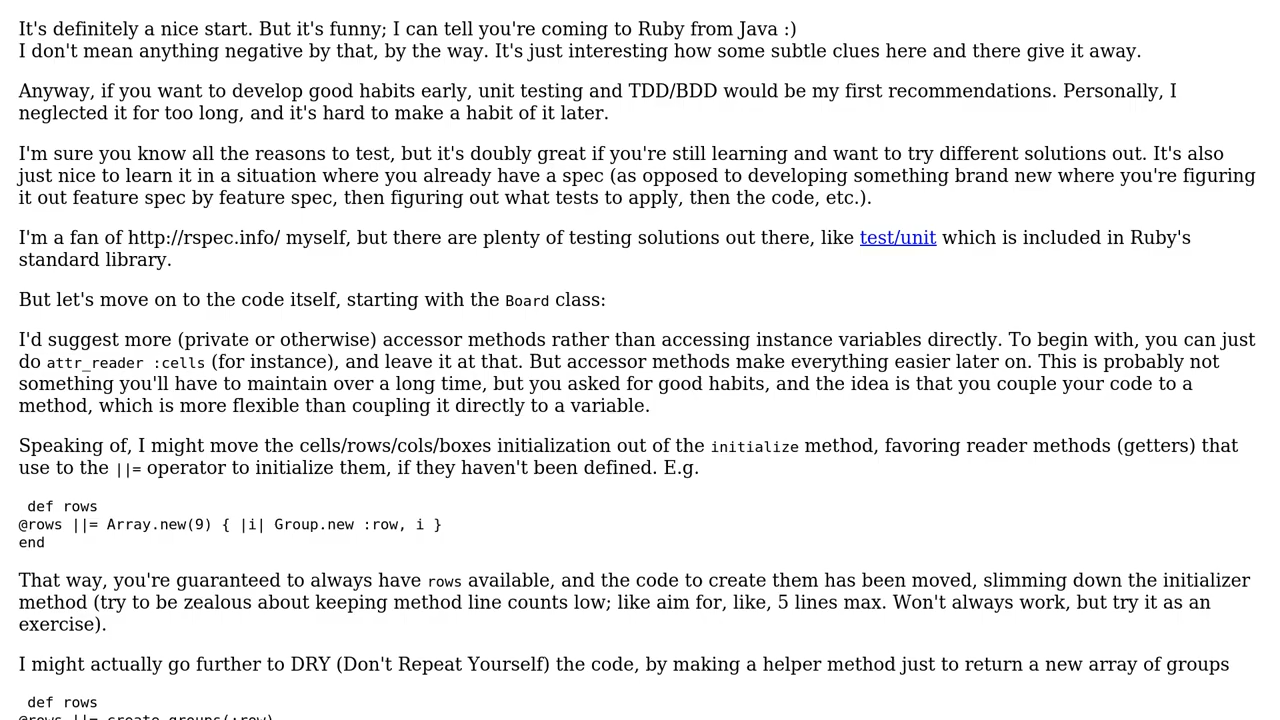 It's definitely a nice start. But it's funny; I can tell you're coming to Ruby from Java :)
I don't mean anything negative by that, by the way. It's just interesting how some subtle clues here and there give it away.
Anyway, if you want to develop good habits early, unit testing and TDD/BDD would be my first recommendations. Personally, I
neglected it for too long, and it's hard to make a habit of it later.
I'm sure you know all the reasons to test, but it's doubly great if you're still learning and want to try different solutions out. It's also
just nice to learn it in a situation where you already have a spec (as opposed to developing something brand new where you're figuring
it out feature spec by feature spec, then figuring out what tests to apply, then the code, etc.).
I'm a fan of http://rspec.info/ myself, but there are plenty of testing solutions out there, like test/unit which is included in Ruby's
standard library.
But let's move on to the code itself, starting with the Board class:
I'd suggest more (private or otherwise) accessor methods rather than accessing instance variables directly. To begin with, you can just
do attr_reader :cells (for instance), and leave it at that. But accessor methods make everything easier later on. This is probably not
something you'll have to maintain over a long time, but you asked for good habits, and the idea is that you couple your code to a
method, which is more flexible than coupling it directly to a variable.
Speaking of, I might move the cells/rows/cols/boxes initialization out of the initialize method, favoring reader methods (getters) that
use to the ||= operator to initialize them, if they haven't been defined. E.g.
def rows
@rows ||= Array.new(9) { |i| Group.new :row, i }
end
That way, you're guaranteed to always have rows available, and the code to create them has been moved, slimming down the initializer
method (try to be zealous about keeping method line counts low; like aim for, like, 5 lines max. Won't always work, but try it as an
exercise).
I might actually go further to DRY (Don't Repeat Yourself) the code, by making a helper method just to return a new array of groups
def rows
@rows ||= create_groups(:row)